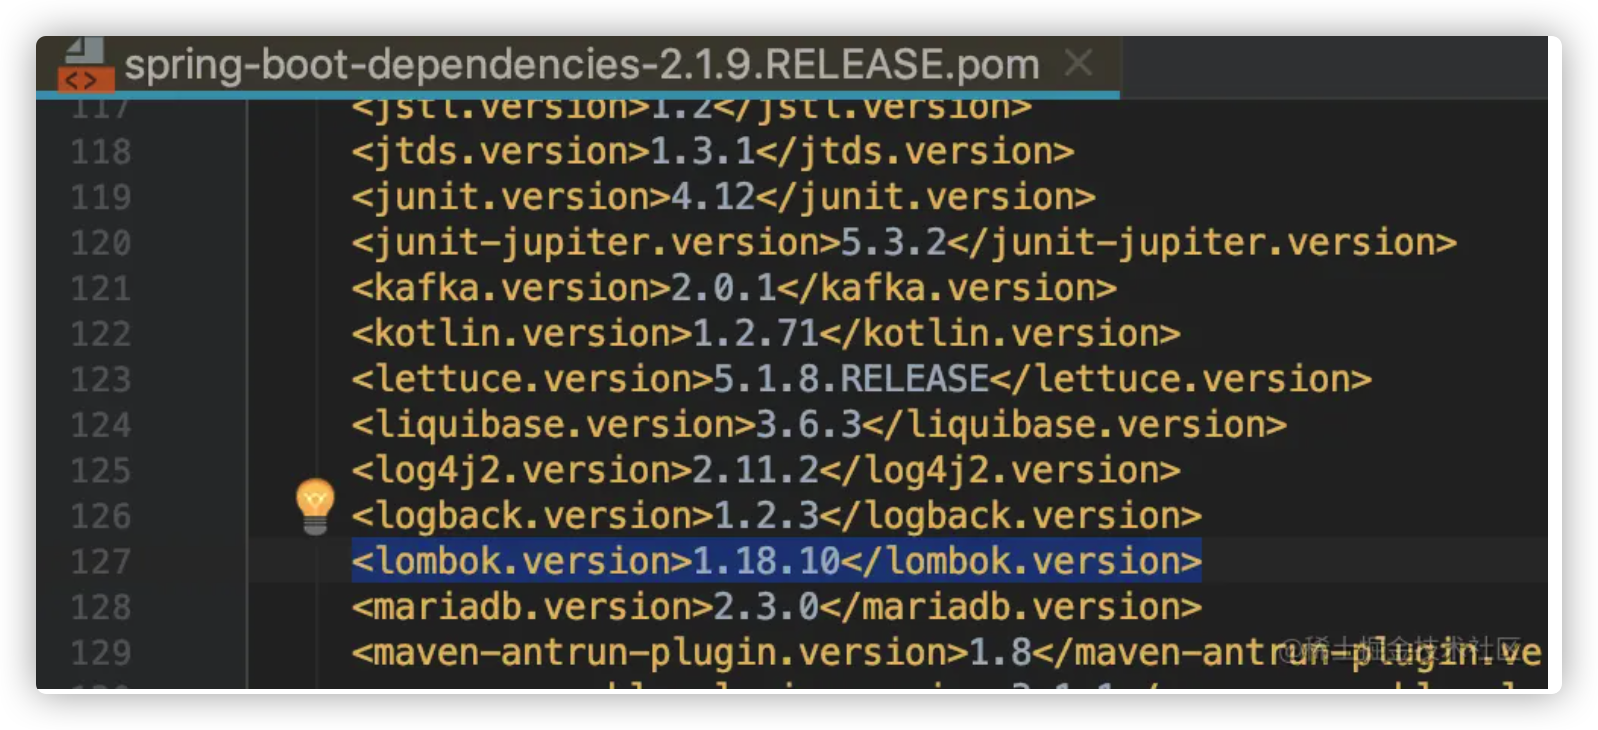 spring-boot-dependencies-2.1.9.RELEASE.pom
117 <jstl.version>1.2</jstl.version>
118 <jtds.version>1.3.1</jtds.version>
119 <junit.version>4.12</junit.version>
120 <junit-jupiter.version>5.3.2</junit-jupiter.version>
121 <kafka.version>2.0.1</kafka.version>
122 <kotlin.version>1.2.71</kotlin.version>
123 <lettuce.version>5.1.8.RELEASE</lettuce.version>
124 <liquibase.version>3.6.3</liquibase.version>
125 <log4j2.version>2.11.2</log4j2.version>
126 <logback.version>1.2.3</logback.version>
127 <lombok.version>1.18.10</lombok.version>
128 <mariadb.version>2.3.0</mariadb.version>
129 <maven-antrun-plugin.version>1.8</maven-antrun-plugin.ve
@稀土掘金技术社区